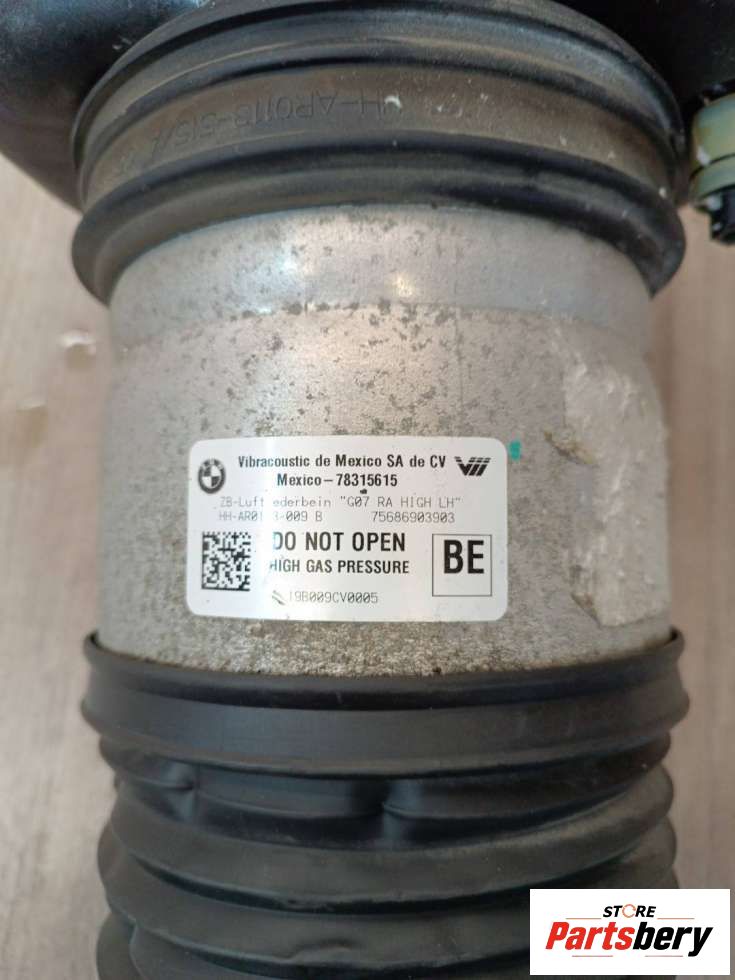 Vibracoustic de Mexico SA de CV
Mexico-78315615
"G07 RA HIGH LH"
75686903903
DO NOT OPEN
HIGH GAS PRESSURE
BE
19B009CV0005
STORE
Partsbery